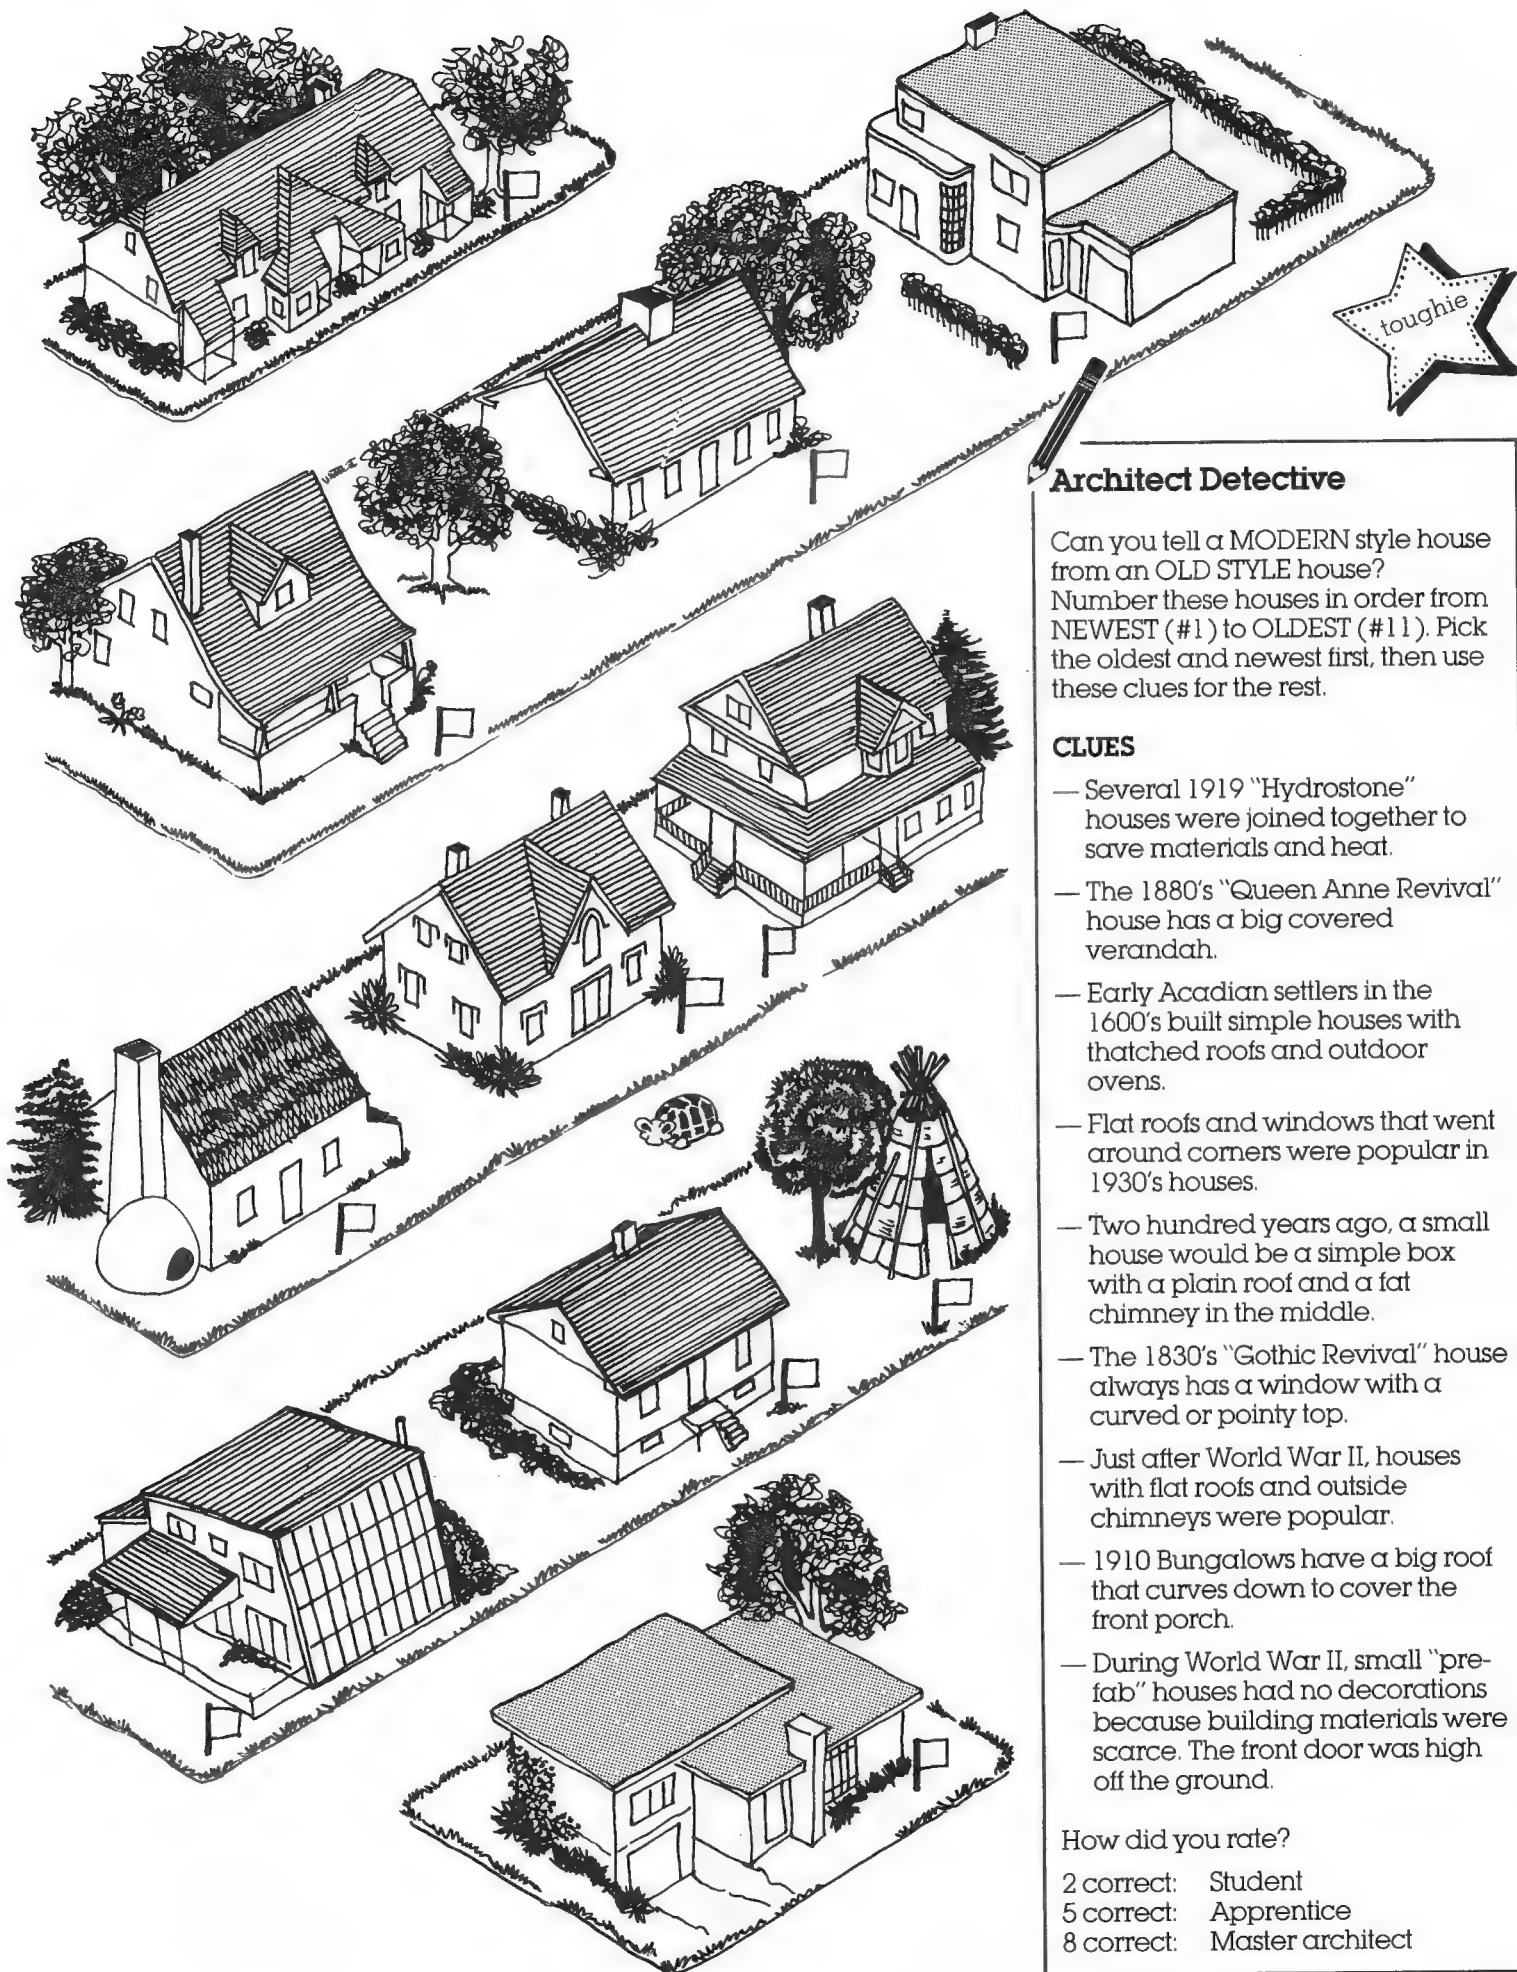 toughie
Architect Detective
Can you tell a MODERN style house
from an OLD STYLE house?
Number these houses in order from
NEWEST (#1) to OLDEST (#11). Pick
the oldest and newest first, then use
these clues for the rest.
CLUES
— Several 1919 "Hydrostone"
houses were joined together to
save materials and heat.
— The 1880's "Queen Anne Revival"
house has a big covered
verandah.
— Early Acadian settlers in the
1600's built simple houses with
thatched roofs and outdoor
ovens.
— Flat roofs and windows that went
around corners were popular in
1930's houses.
— Two hundred years ago, a small
house would be a simple box
with a plain roof and a fat
chimney in the middle.
— The 1830's "Gothic Revival" house
always has a window with a
curved or pointy top.
— Just after World War II, houses
with flat roofs and outside
chimneys were popular.
— 1910 Bungalows have a big roof
that curves down to cover the
front porch.
— During World War II, small "pre-
fab" houses had no decorations
because building materials were
scarce. The front door was high
off the ground.
How did you rate?
2 correct: Student
5 correct: Apprentice
8 correct: Master architect